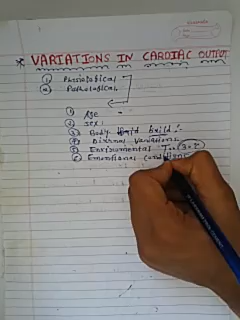 * VARIATIONS IN CARDIAC OUTPUT
① Physiological
② Pathological
① Age
② Sex
③ Body build
④ Diurnal Variations
⑤ Environmental
⑥ Emotional